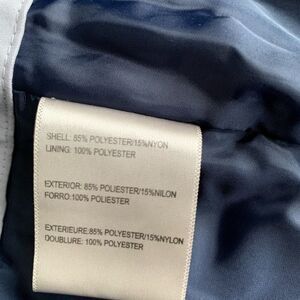 SHELL: 85% POLYESTER/15%NYON
LINING: 100% POLYESTER
EXTERIOR: 85% POLYESTER/15%NILON
FORRO:100% POLIESTER
EXTERIEURE:85% POLYESTER/15%NYLON
DOUBLURE: 100% POLYESTER